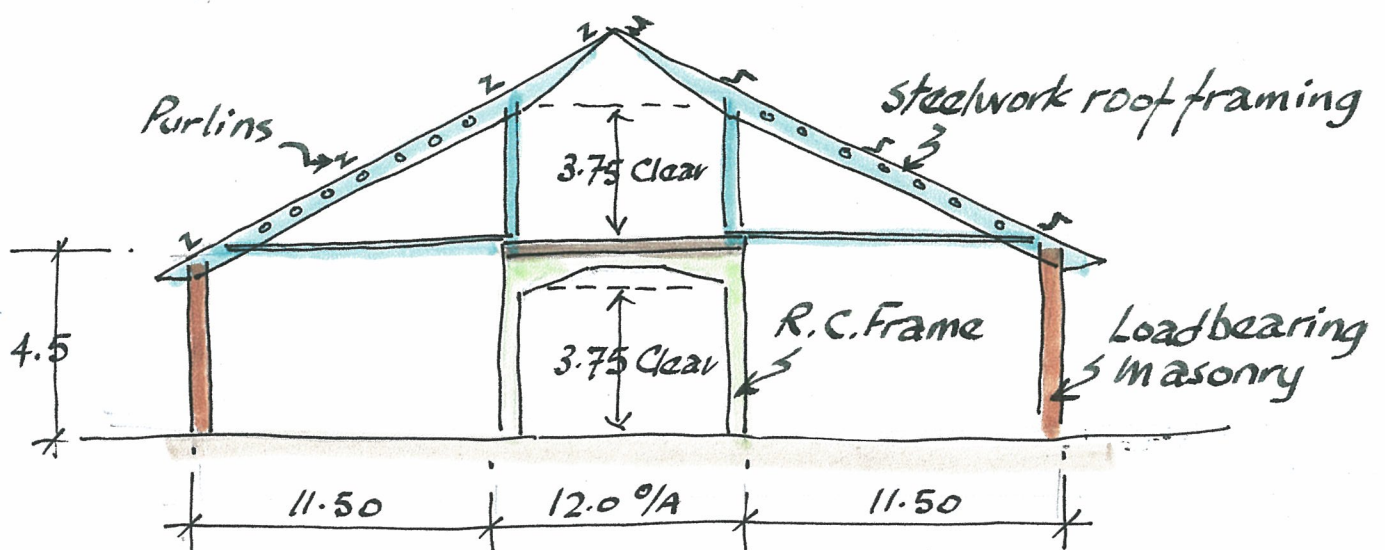 Purlins
steelwork roof framing
3.75 Clear
4.5
3.75 Clear
R.C. Frame
Loadbearing
masonry
11.50
12.0 O/A
11.50